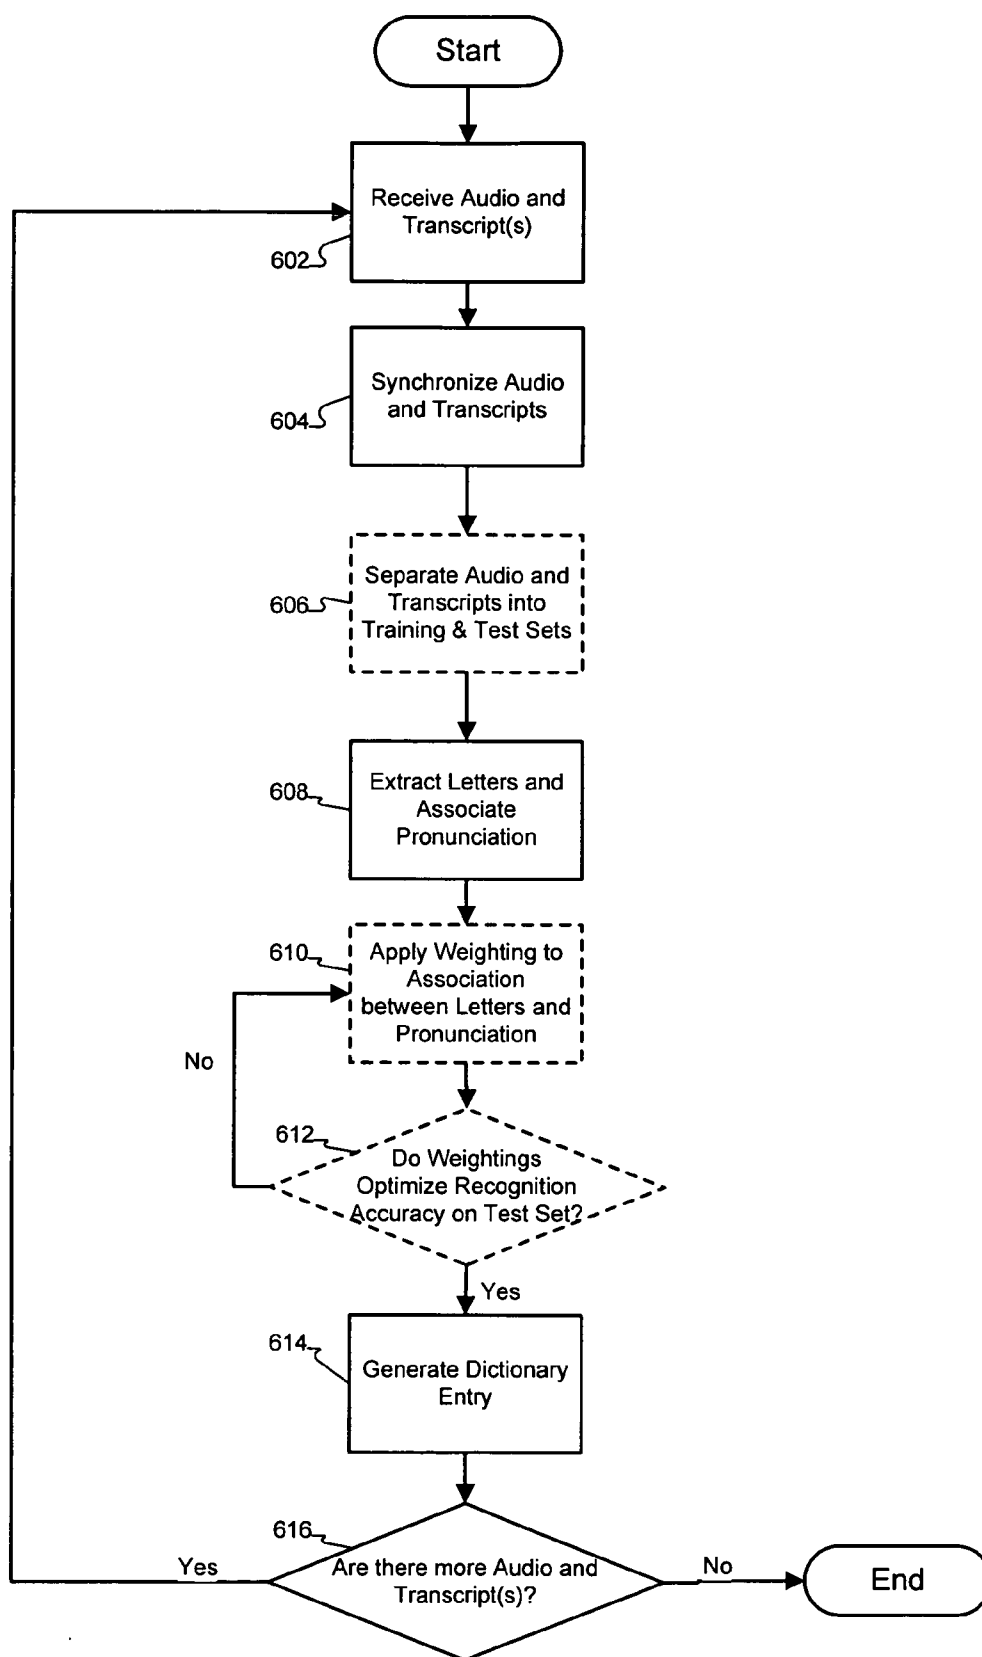 Start
Receive Audio and
Transcript(s)
602
Synchronize Audio
and Transcripts
604
Separate Audio and
Transcripts into
Training & Test Sets
606
Extract Letters and
Associate
Pronunciation
608
Apply Weighting to
Association
between Letters and
Pronunciation
610
No
Do Weightings
Optimize Recognition
Accuracy on Test Set?
612
Yes
Generate Dictionary
Entry
614
Are there more Audio and
Transcript(s)?
616
Yes
No
End